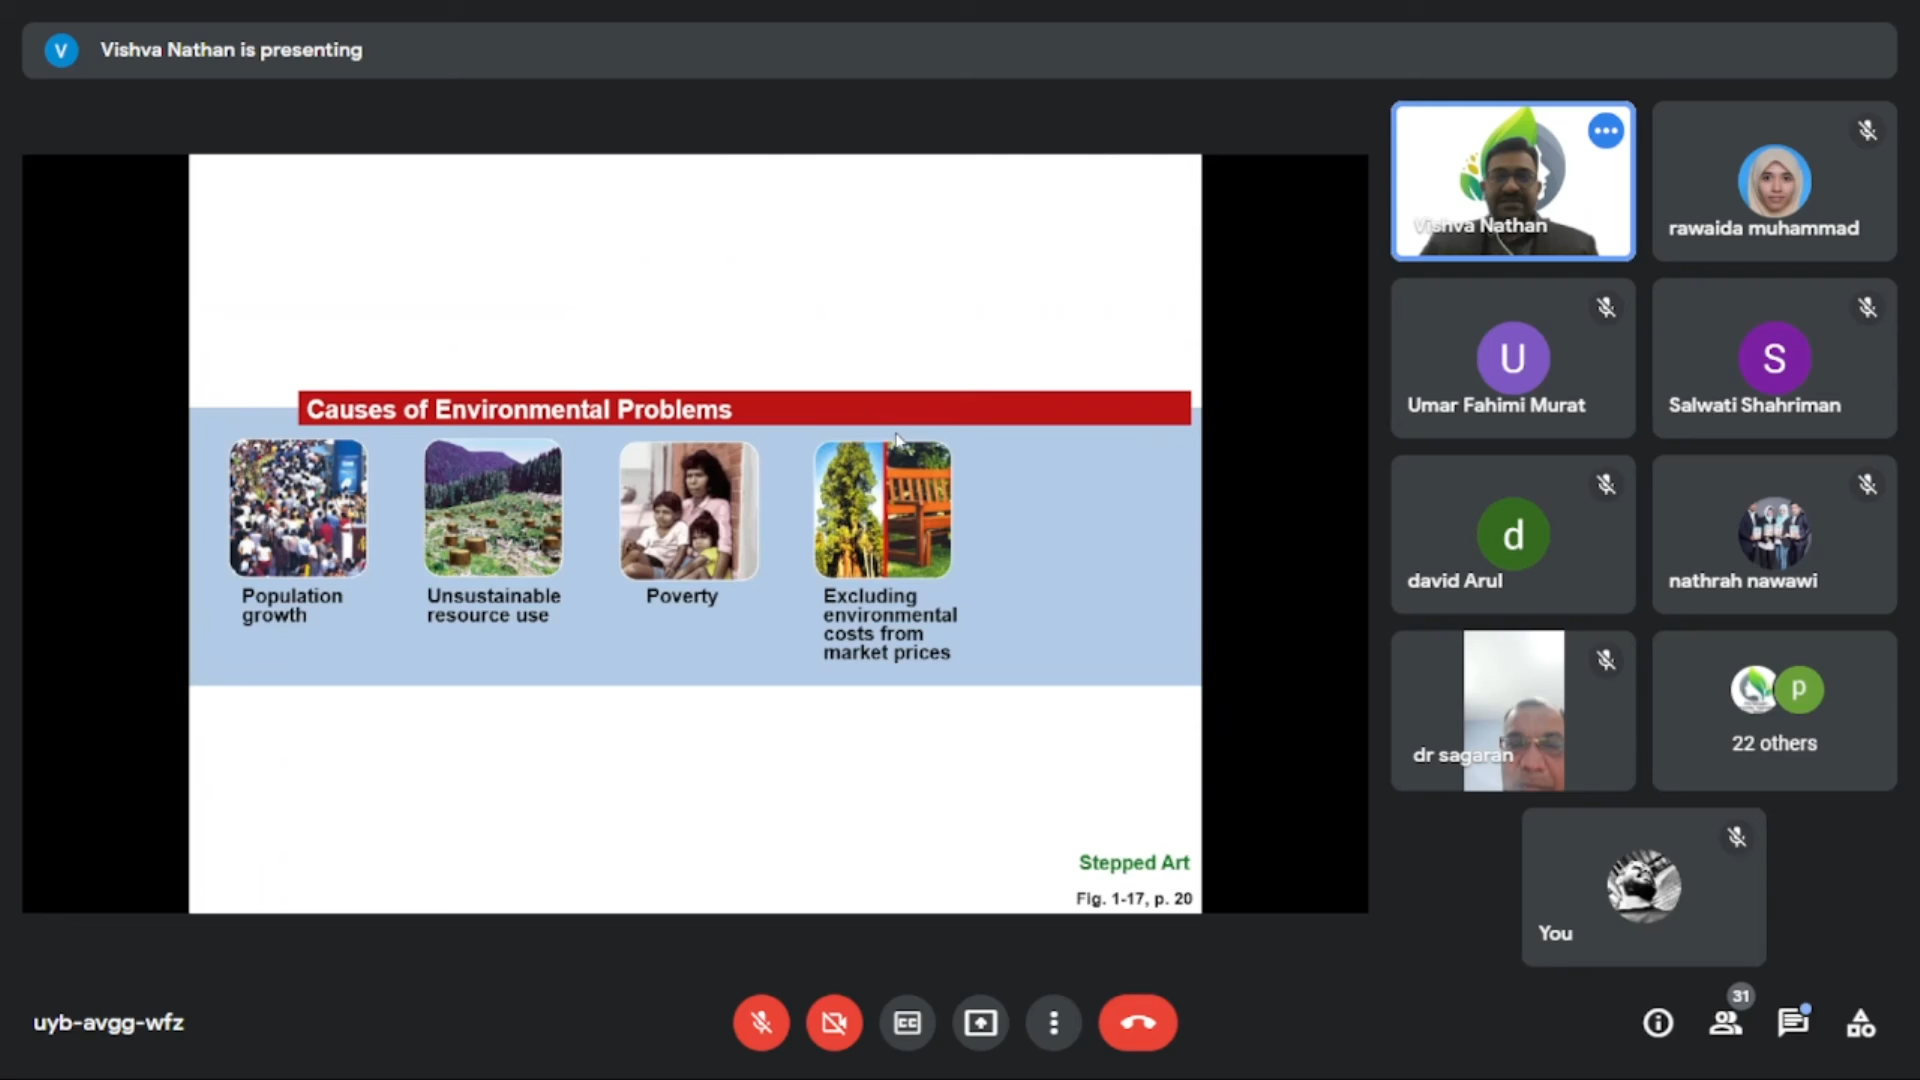 V
Vishva Nathan is presenting
Causes of Environmental Problems
Population
growth
Unsustainable
resource use
Poverty
Excluding
environmental
costs from
market prices
Stepped Art
Fig. 1-17, p. 20
Vishva Nathan
rawaida muhammad
U
Umar Fahimi Murat
S
Salwati Shahriman
d
david Arul
nathrah nawawi
dr sagaran
p
22 others
You
uyb-avgg-wfz
CC
31